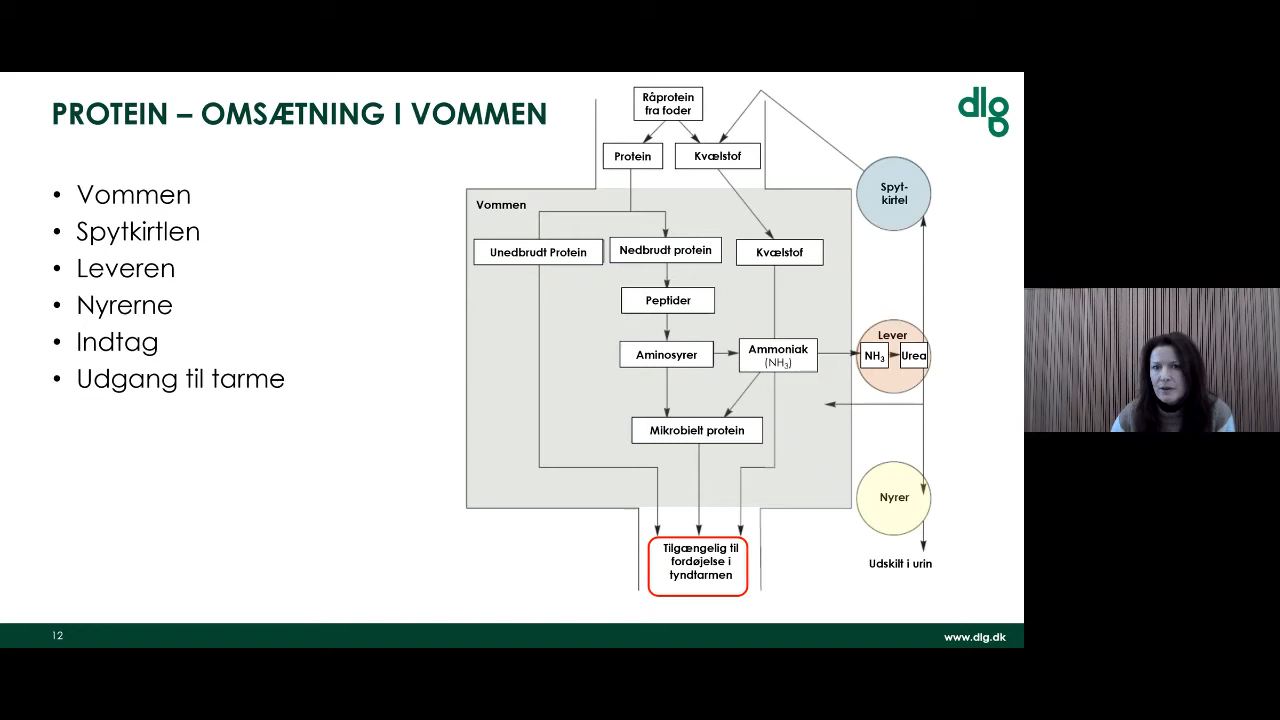 PROTEIN – OMSÆTNING I VOMMEN
• Vommen
• Spytkirtlen
• Leveren
• Nyrerne
• Indtag
• Udgang til tarme
Råprotein
fra foder
Protein
Kvælstof
dlg
Spyt-
kirtel
Vommen
Unedbrudt Protein
Nedbrudt protein
Kvælstof
Peptider
Aminosyrer
Ammoniak
(NH₃)
Lever
NH₃
Urea
Mikrobielt protein
Nyrer
Tilgængelig til
fordøjelse i
tyndtarmen
Udskilt i urin
12
www.dlg.dk